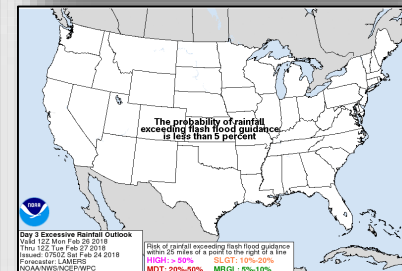 The probability of rainfall
exceeding flash flood guidance
is less than 5 percent
NOAA
Day 3 Excessive Rainfall Outlook
Valid 12Z Mon Feb 26 2018
Thru 12Z Tue Feb 27 2018
Issued: 0750Z Sat Feb 24 2018
Forecaster: LAMERS
NOAA/NWS/NCEP/WPC
Risk of rainfall exceeding flash flood guidance
within 25 miles of a point to the right of a line
HIGH: > 50% SLGT: 10%-20%
MDT: 20%-50% MRGL: 5%-10%